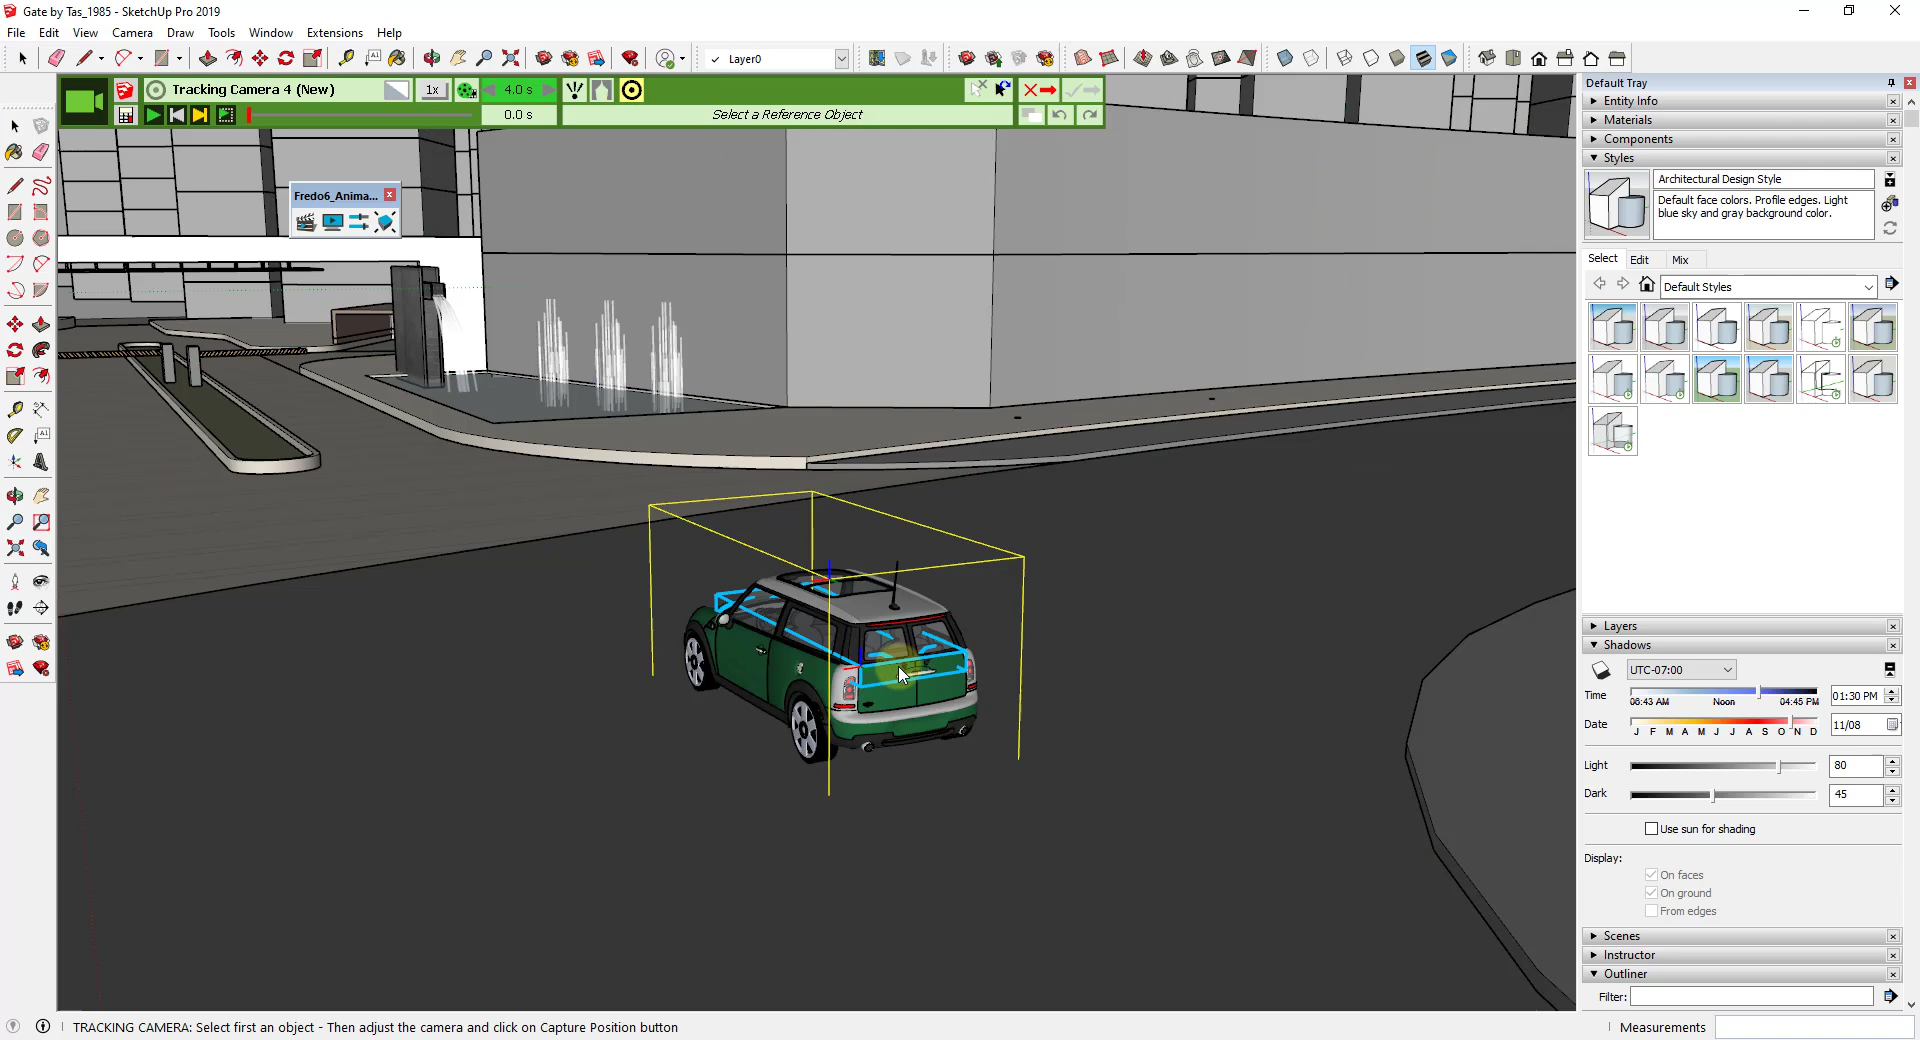 Gate by Tas_1985 - SketchUp Pro 2019
File Edit View Camera Draw Tools Window Extensions Help
Layer0
Tracking Camera 4 (New) 1x 4.0 s
0.0 s Select a Reference Object
Fredo6_Anima...
Default Tray
Entity Info
Materials
Components
Styles
Architectural Design Style
Default face colors. Profile edges. Light
blue sky and gray background color.
Select Edit Mix
Default Styles
Layers
Shadows
UTC-07:00
Time 06:43 AM Noon 04:45 PM 01:30 PM
Date J F M A M J J A S O N D 11/08
Light 80
Dark 45
Use sun for shading
Display:
On faces
On ground
From edges
Scenes
Instructor
Outliner
Filter:
TRACKING CAMERA: Select first an object - Then adjust the camera and click on Capture Position button
Measurements